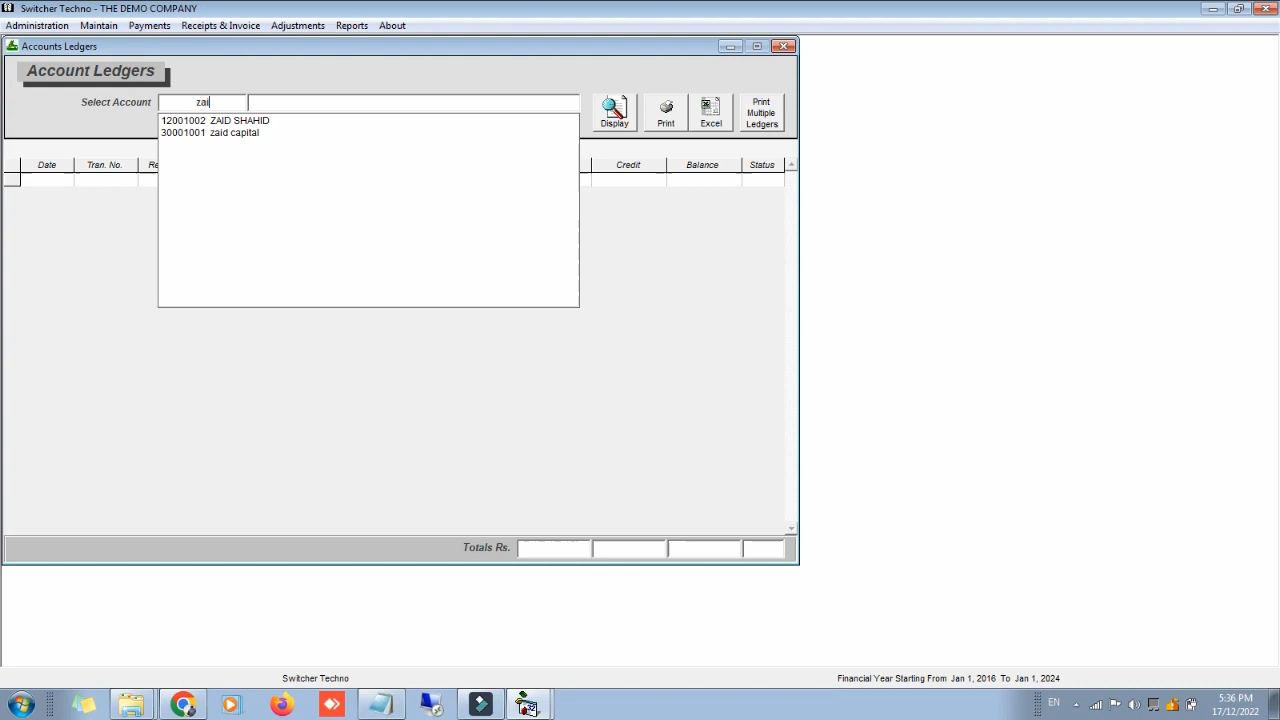 Switcher Techno - THE DEMO COMPANY
Administration Maintain Payments Receipts & Invoice Adjustments Reports About
Accounts Ledgers
Account Ledgers
Select Account zai
Display Print Excel Print Multiple Ledgers
12001002 ZAID SHAHID
30001001 zaid capital
Date Tran. No. Re Credit Balance Status
Totals Rs.
Switcher Techno Financial Year Starting From Jan 1, 2016 To Jan 1, 2024
EN 5:36 PM
17/12/2022